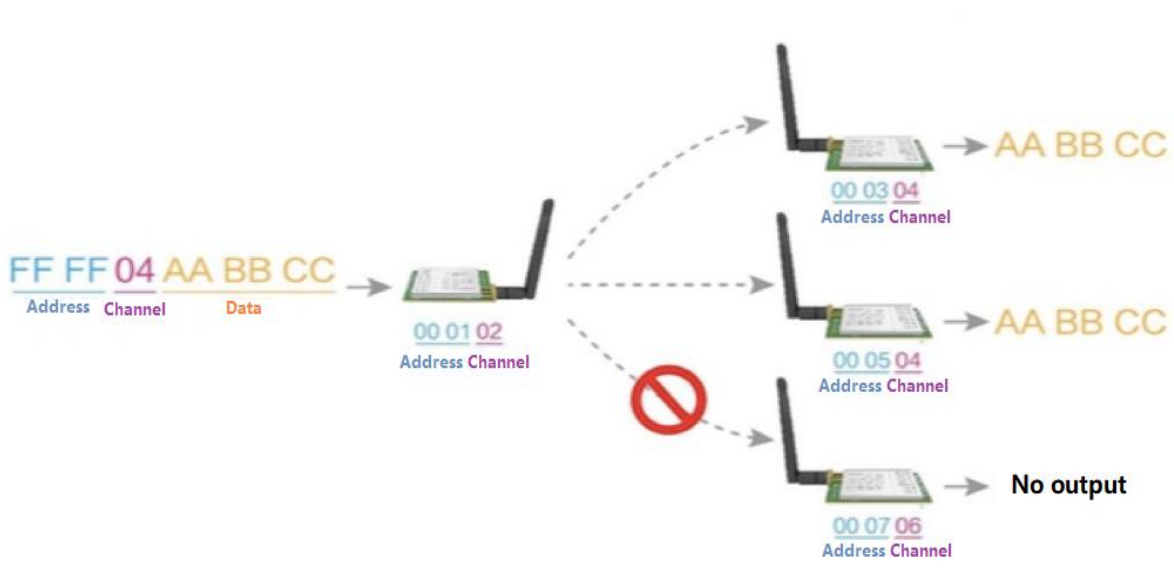 FF FF 04 AA BB CC
Address Channel Data
00 01 02
Address Channel
AA BB CC
00 03 04
Address Channel
AA BB CC
00 05 04
Address Channel
No output
00 07 06
Address Channel